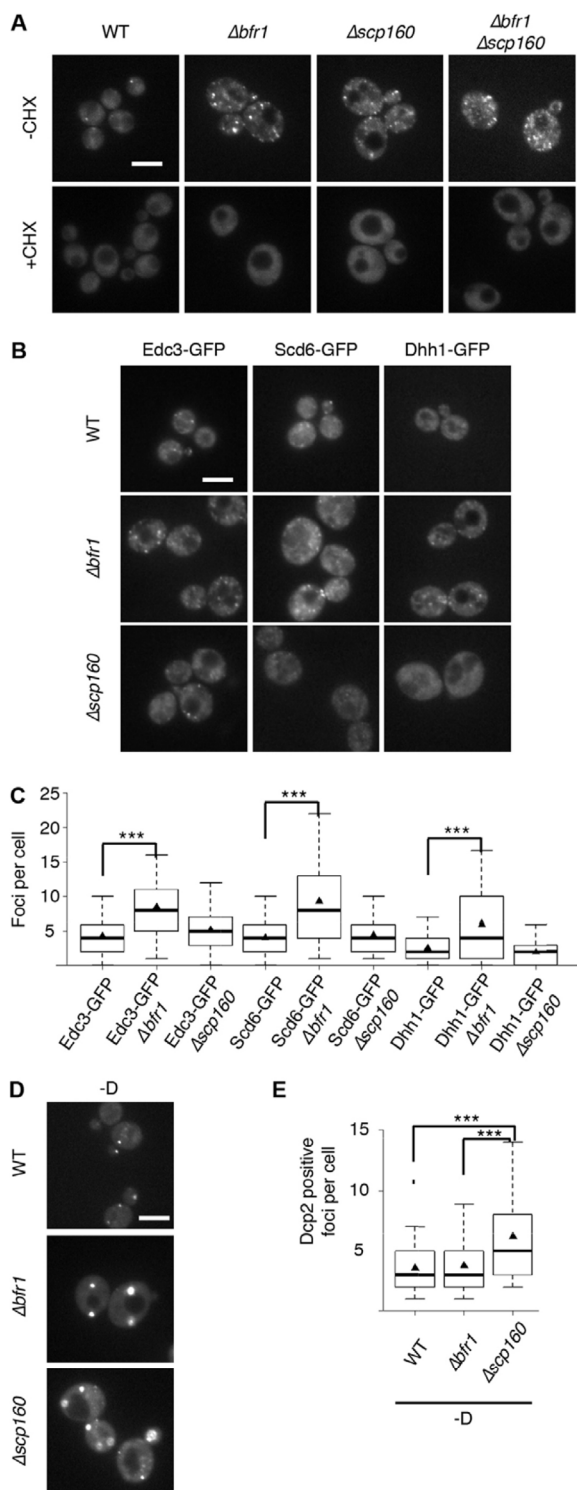 A
WT
Δbfr1
Δscp160
Δbfr1
Δscp160
-CHX
+CHX
B
Edc3-GFP
Scd6-GFP
Dhh1-GFP
WT
Δbfr1
Δscp160
C
Foci per cell
25
20
15
10
5
***
***
***
Edc3-GFP
Edc3-GFP
Δbfr1
Edc3-GFP
Δscp160
Scd6-GFP
Scd6-GFP
Δbfr1
Scd6-GFP
Δscp160
Dhh1-GFP
Dhh1-GFP
Δbfr1
Dhh1-GFP
Δscp160
D
-D
WT
Δbfr1
Δscp160
E
Dcp2 positive
foci per cell
15
10
5
***
***
WT
Δbfr1
Δscp160
-D